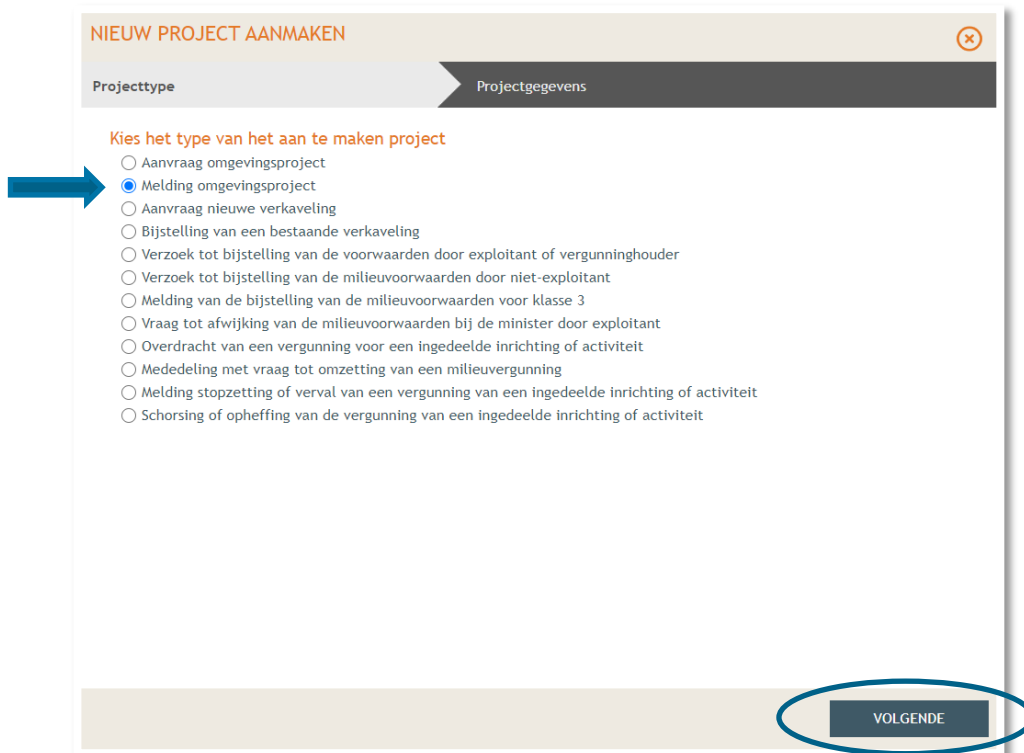 NIEUW PROJECT AANMAKEN
Projecttype
Projectgegevens
Kies het type van het aan te maken project
Aanvraag omgevingsproject
Melding omgevingsproject
Aanvraag nieuwe verkaveling
Bijstelling van een bestaande verkaveling
Verzoek tot bijstelling van de voorwaarden door exploitant of vergunninghouder
Verzoek tot bijstelling van de milieuvoorwaarden door niet-exploitant
Melding van de bijstelling van de milieuvoorwaarden voor klasse 3
Vraag tot afwijking van de milieuvoorwaarden bij de minister door exploitant
Overdracht van een vergunning voor een ingedeelde inrichting of activiteit
Mededeling met vraag tot omzetting van een milieuvergunning
Melding stopzetting of verval van een vergunning van een ingedeelde inrichting of activiteit
Schorsing of opheffing van de vergunning van een ingedeelde inrichting of activiteit
VOLGENDE